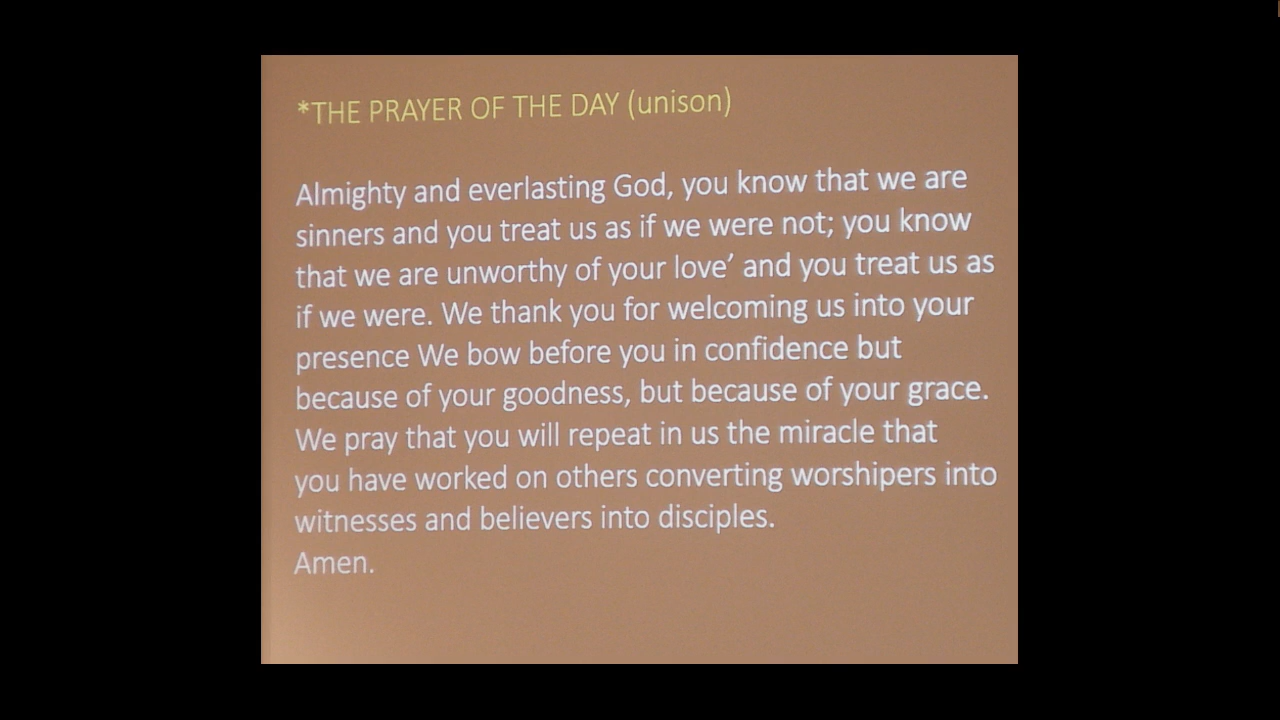 *THE PRAYER OF THE DAY (unison)
Almighty and everlasting God, you know that we are
sinners and you treat us as if we were not; you know
that we are unworthy of your love’ and you treat us as
if we were. We thank you for welcoming us into your
presence We bow before you in confidence but
because of your goodness, but because of your grace.
We pray that you will repeat in us the miracle that
you have worked on others converting worshipers into
witnesses and believers into disciples.
Amen.